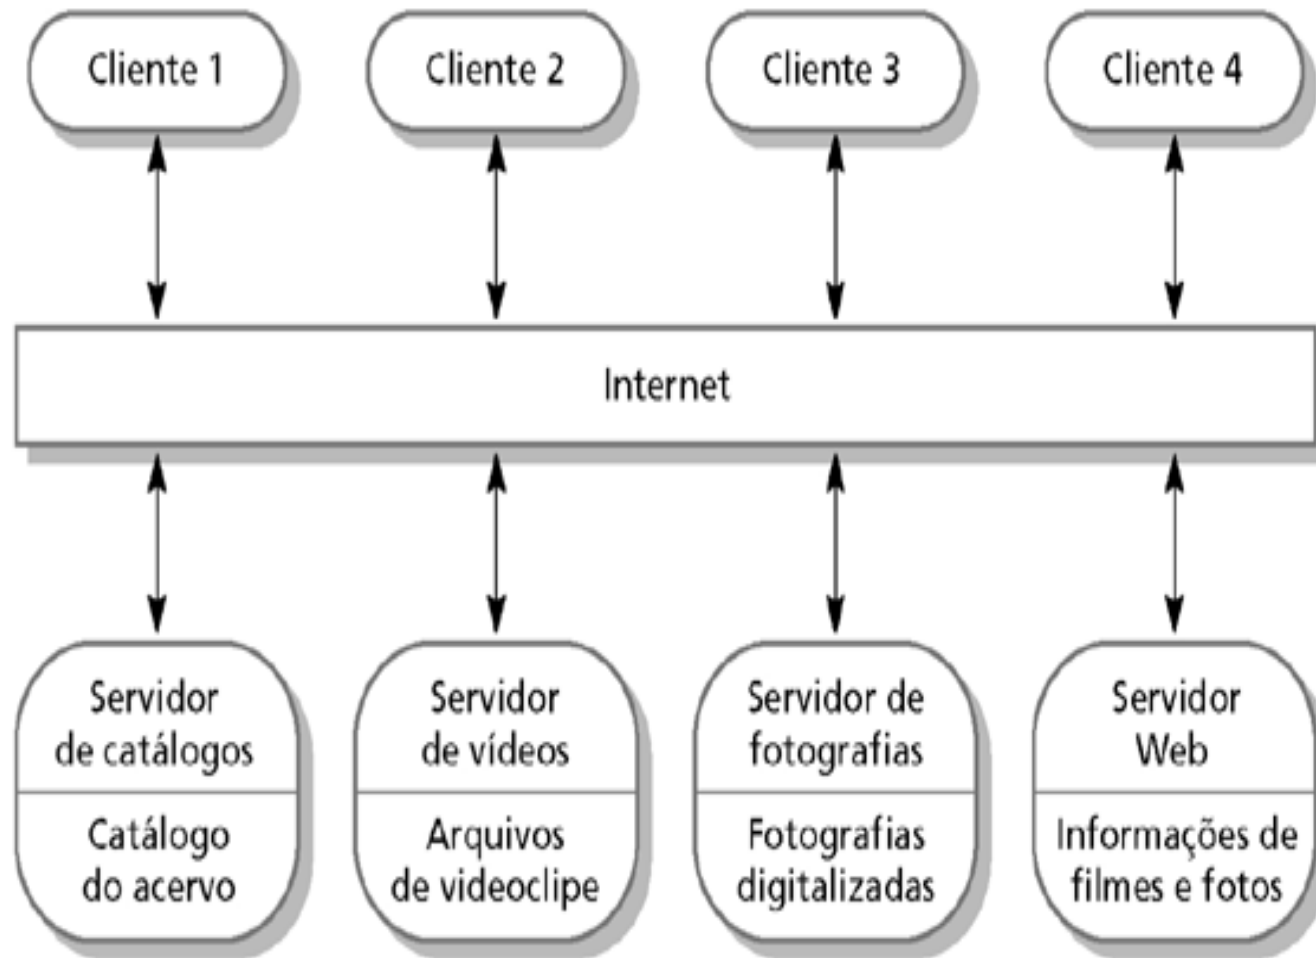 Cliente 1
Cliente 2
Cliente 3
Cliente 4
Internet
Servidor
de catálogos
Catálogo
do acervo
Servidor
de vídeos
Arquivos
de videoclipe
Servidor de
fotografias
Fotografias
digitalizadas
Servidor
Web
Informações de
filmes e fotos